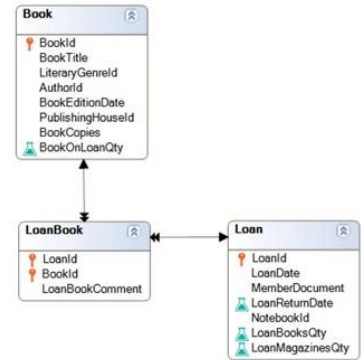 Book
BookId
BookTitle
LiteraryGenreId
AuthorId
BookEditionDate
PublishingHouseId
BookCopies
BookOnLoanQty
LoanBook
LoanId
BookId
LoanBookComment
Loan
LoanId
LoanDate
MemberDocument
LoanReturnDate
NotebookId
LoanBooksQty
LoanMagazinesQty